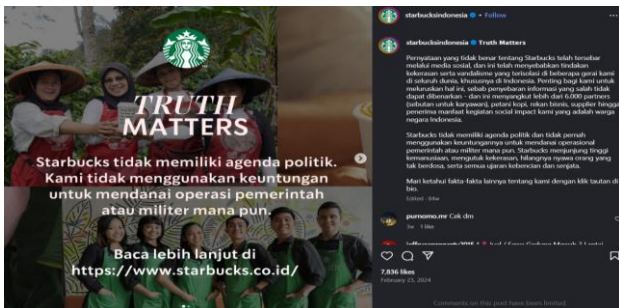 TRUTH
MATTERS
Starbucks tidak memiliki agenda politik.
Kami tidak menggunakan keuntungan
untuk mendanai operasi pemerintah
atau militer mana pun.
Baca lebih lanjut di
https://www.starbucks.co.id/
starbucksindonesia • Follow
starbucksindonesia Truth Matters
Pernyataan yang tidak benar tentang Starbucks telah tersebar
melalui media sosial, dan ini telah menyebabkan tindakan
kekerasan serta vandalisme yang terisolasi di beberapa gerai kami
di seluruh dunia, khususnya di Indonesia. Penting bagi kami untuk
meluruskan hal ini, sebab penyebaran informasi yang salah tidak
dapat dibenarkan - dan ini menyangkut lebih dari 6.000 partners
(sebutan untuk karyawan), petani kopi, rekan bisnis, supplier hingga
penerima manfaat kegiatan social impact kami yang adalah warga
negara Indonesia.
Starbucks tidak memiliki agenda politik dan tidak pernah
menggunakan keuntungannya untuk mendanai operasional
pemerintah atau militer mana pun. Starbucks menjunjung tinggi
kemanusiaan, mengutuk kekerasan, hilangnya nyawa orang yang
tak berdosa, serta semua ujaran kebencian dan senjata.
Mari ketahui fakta-fakta lainnya tentang kami dengan klik tautan di
bio.
Edited · 84w
purnomo.mr Cek dm
3w 1 like
7,836 likes
February 23, 2024
Comments on this post have been limited